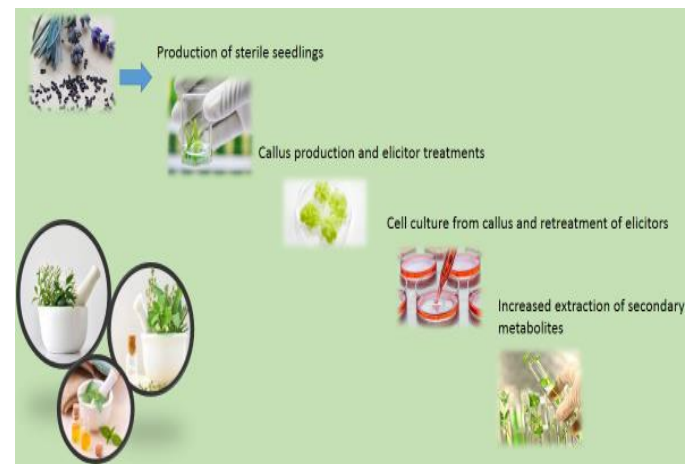 Production of sterile seedlings
Callus production and elicitor treatments
Cell culture from callus and retreatment of elicitors
Increased extraction of secondary
metabolites